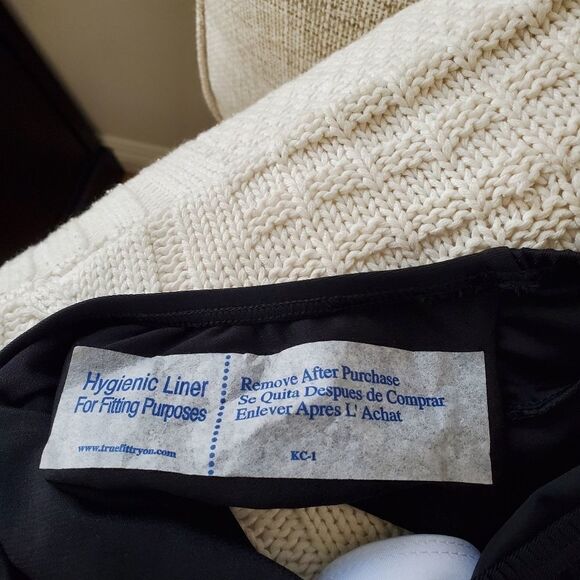 Hygienic Liner
For Fitting Purposes
www.truefittryon.com
Remove After Purchase
Se Quita Despues de Comprar
Enlever Apres L' Achat
KC-1